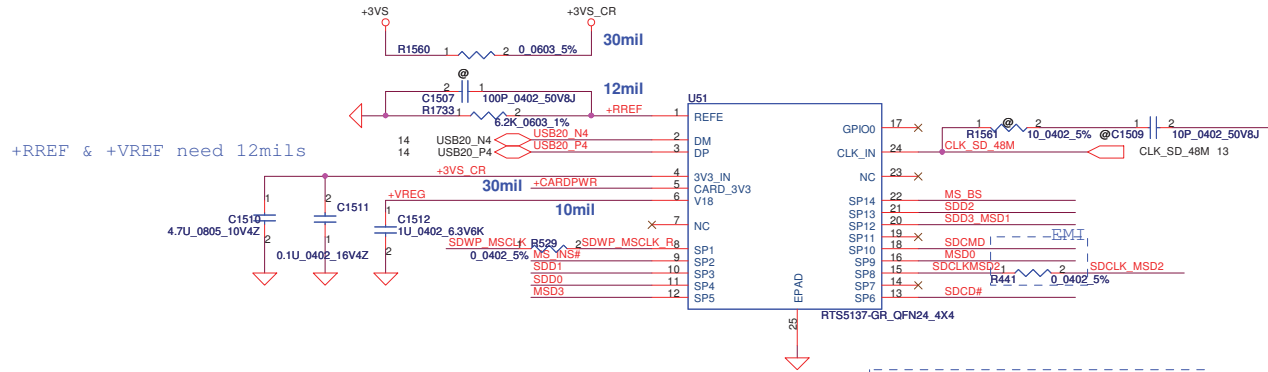 +3VS
+3VS_CR
R1560 1 2 0_0603_5% 30mil
@
2 1 12mil
C1507 100P_0402_50V8J
R1733 1 2 +RREF
6.2K_0603_1%
U51
1 REFE
14 USB20_N4 USB20_N4 2 DM
14 USB20_P4 USB20_P4 3 DP
+RREF & +VREF need 12mils
+3VS_CR 4 3V3_IN
30mil +CARDPWR 5 CARD_3V3
+VREG 6 V18
10mil
1 C1510 2
4.7U_0805_10V4Z
2 C1511 1
0.1U_0402_16V4Z
1 C1512
1U_0402_6.3V6K
2
7 NC
SDWP_MSCLK 1 R529 2 SDWP_MSCLK_R 8 SP1
0_0402_5%
MS_INS# 9 SP2
SDD1 10 SP3
SDD0 11 SP4
MSD3 12 SP5
EPAD
25
GPIO0 17
CLK_IN 24
NC 23
SP14 22 MS_BS
SP13 21 SDD2
SP12 20 SDD3_MSD1
SP11 19
SP10 18 SDCMD
SP9 16 MSD0
SP8 15 SDCLKMSD2 1 2 SDCLK_MSD2
R441 0_0402_5%
SP7 14
SP6 13 SDCD#
EMI
RTS5137-GR_QFN24_4X4
1 @ 2 1 2
R1561 10_0402_5% @C1509 10P_0402_50V8J
CLK_SD_48M CLK_SD_48M 13